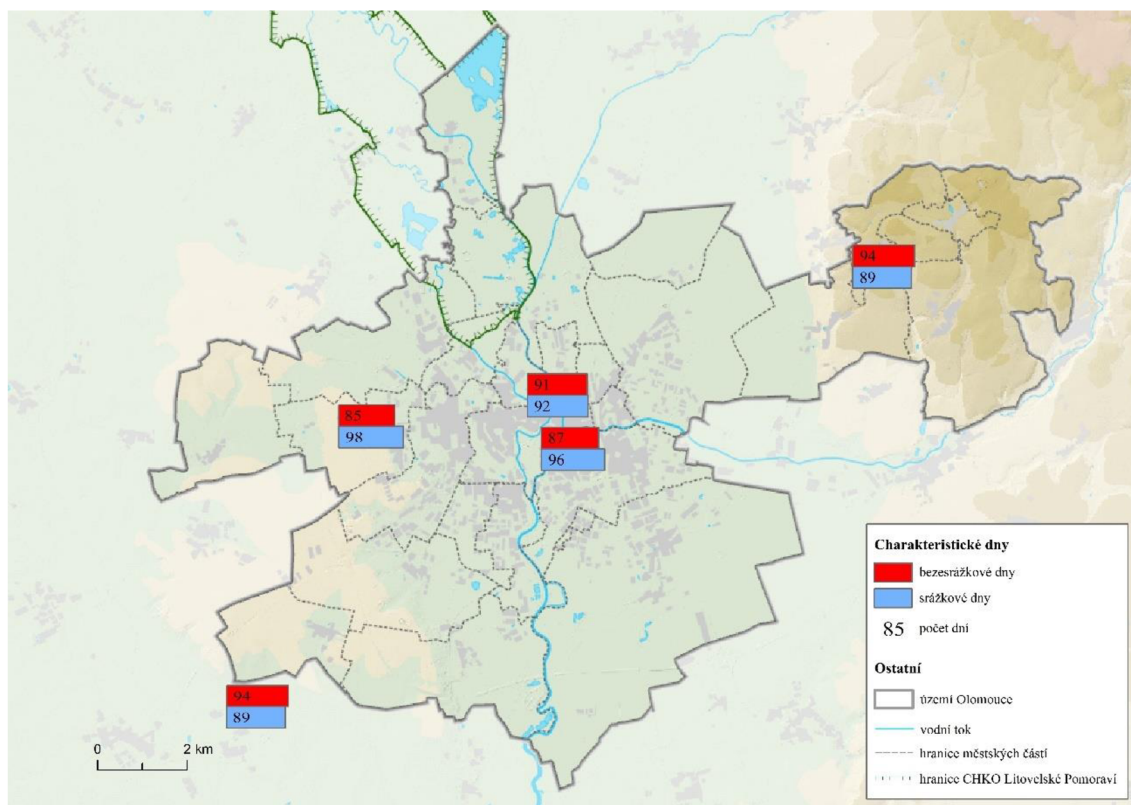 94
89
91
92
85
98
87
96
94
89
0 2 km
Charakteristické dny
bezesrážkové dny
srážkové dny
85 počet dní
Ostatní
území Olomouce
vodní tok
hranice městských částí
hranice CHKO Litovelské Pomoraví